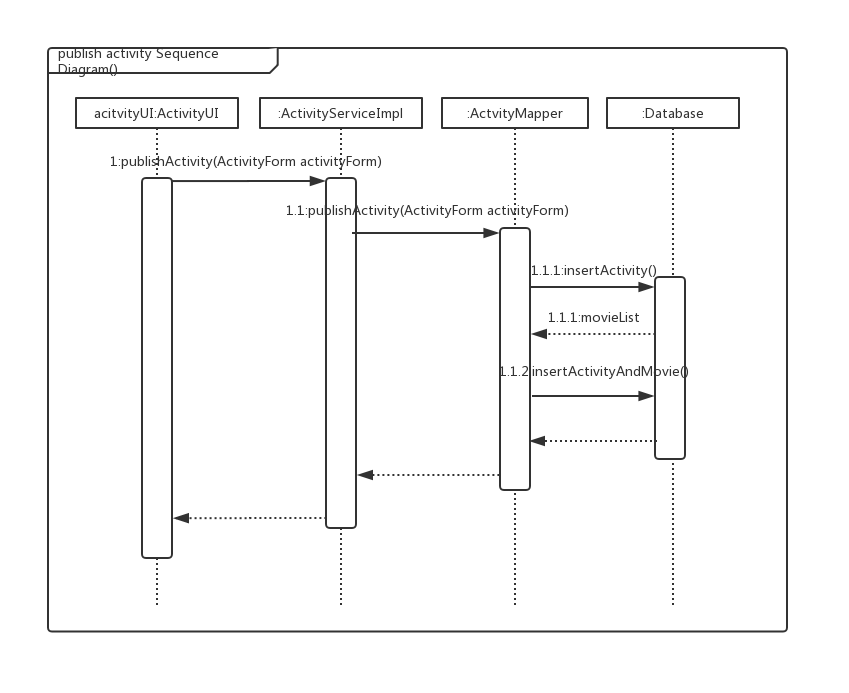 publish activity Sequence
Diagram()
acitvityUI:ActivityUI
:ActivityServiceImpl
:ActvityMapper
:Database
1:publishActivity(ActivityForm activityForm)
1.1:publishActivity(ActivityForm activityForm)
1.1.1:insertActivity()
1.1.1:movieList
1.1.2:insertActivityAndMovie()